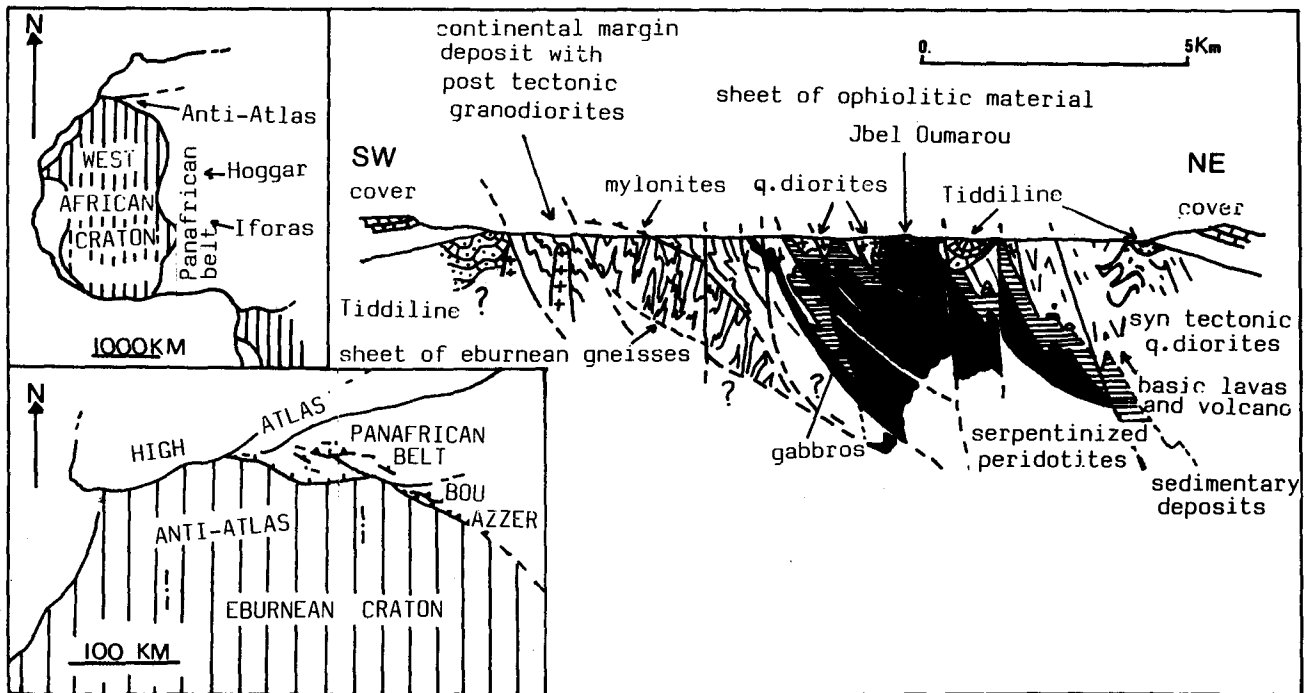 N
Anti-Atlas
WEST
AFRICAN
CRATON
Panafrican
belt
Hoggar
Iforas
1000KM
N
HIGH
ATLAS
PANAFRICAN
BELT
BOU
AZZER
ANTI-ATLAS
EBURNEAN CRATON
100 KM
continental margin
deposit with
post tectonic
granodiorites
0.
5Km
sheet of ophiolitic material
Jbel Oumarou
SW
NE
cover
mylonites
q.diorites
Tiddiline
cover
Tiddiline
?
sheet of eburnean gneisses
?
?
gabbros
serpentinized
peridotites
syn tectonic
q.diorites
basic lavas
and volcano
sedimentary
deposits